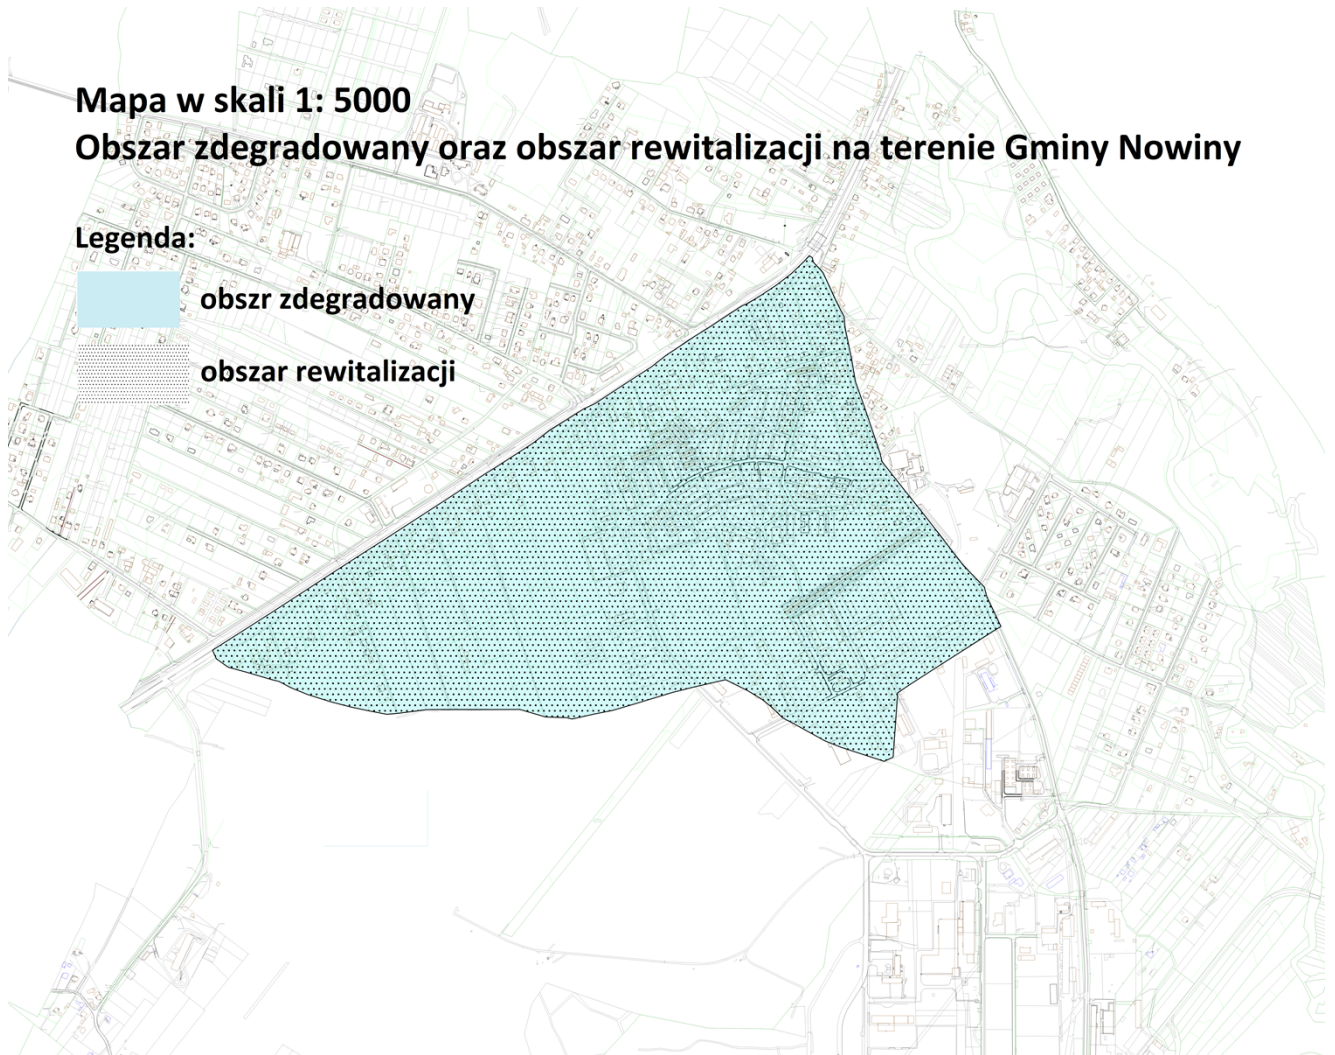 Mapa w skali 1: 5000
Obszar zdegradowany oraz obszar rewitalizacji na terenie Gminy Nowiny
Legenda:
obszr zdegradowany
obszar rewitalizacji